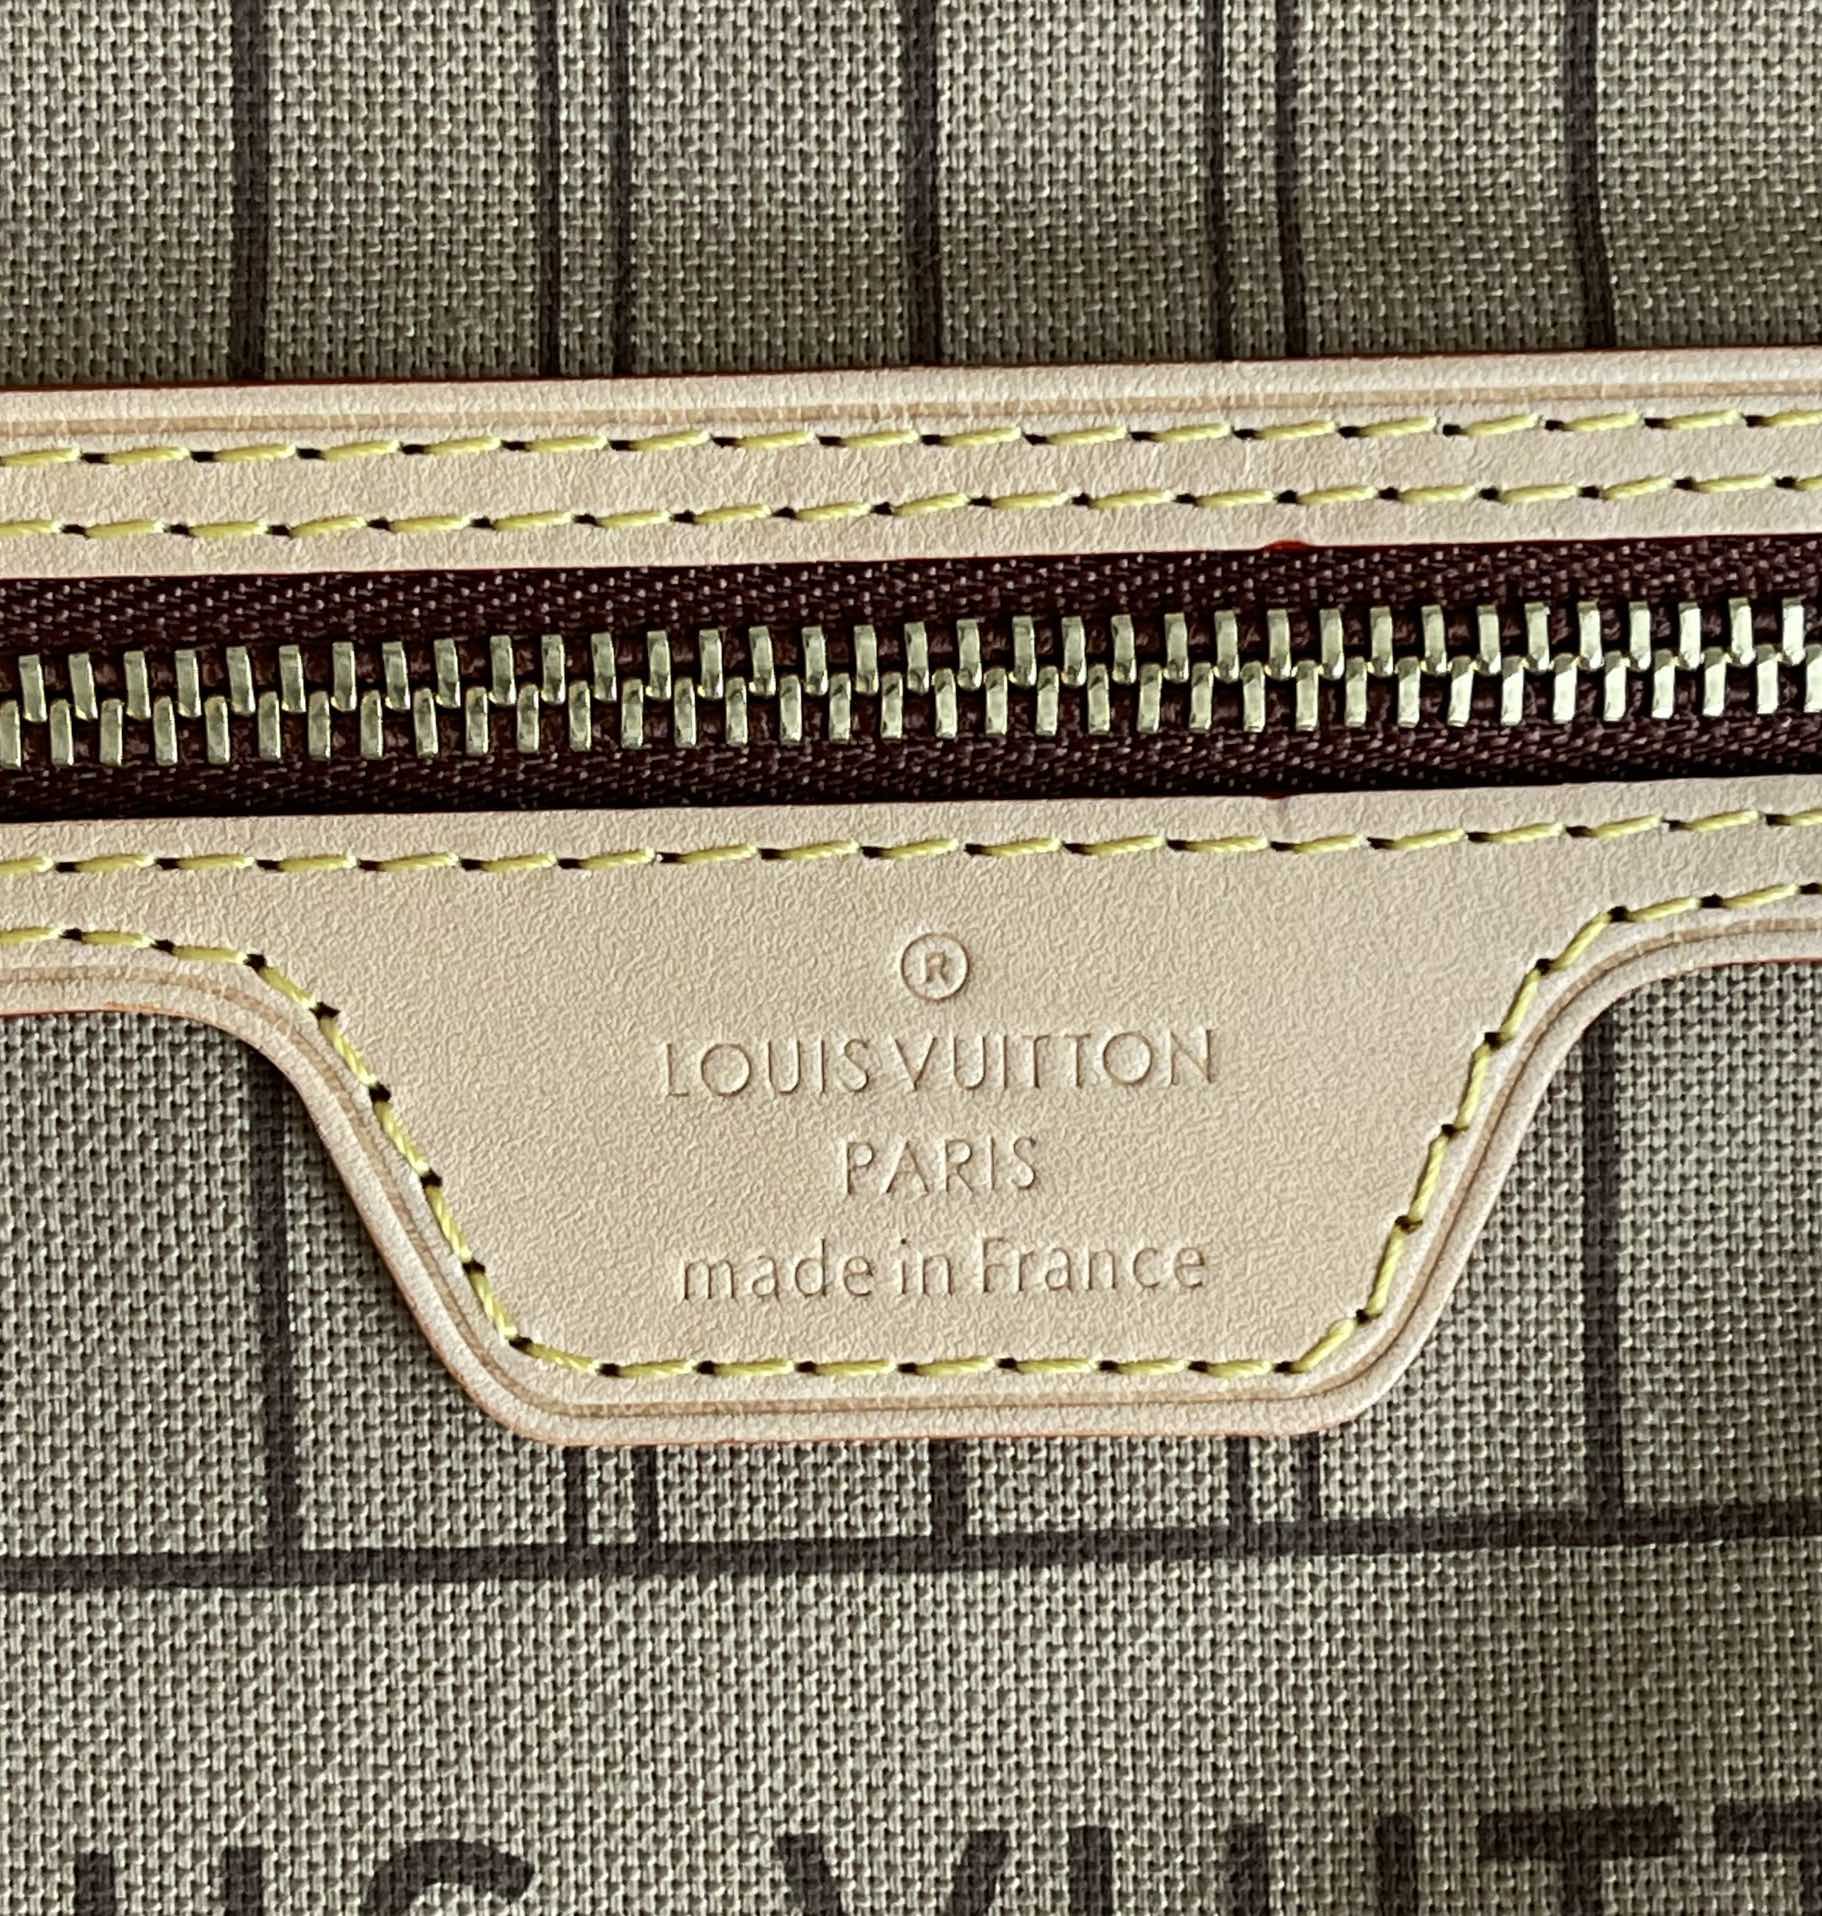 ®
LOUIS VUITTON
PARIS
made in France